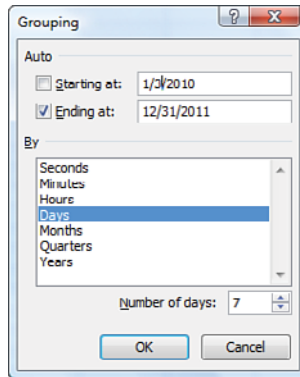 Grouping
Auto
Starting at: 1/3/2010
Ending at: 12/31/2011
By
Seconds
Minutes
Hours
Days
Months
Quarters
Years
Number of days: 7
OK Cancel